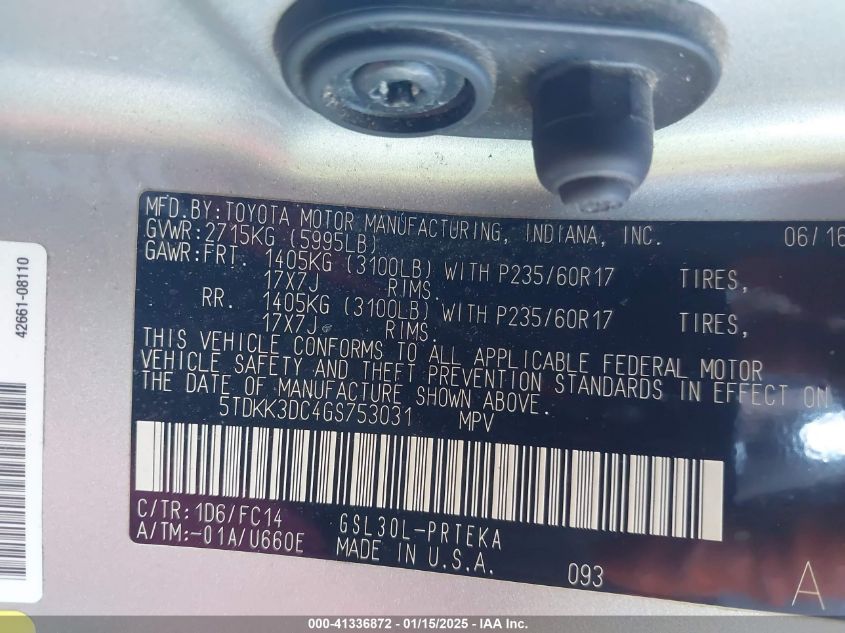 MFD.BY:TOYOTA MOTOR MANUFACTURING, INDIANA, INC. 06/16
GVWR:2715KG (5995LB)
GAWR:FRT. 1405KG (3100LB) WITH P235/60R17 TIRES,
17X7J RIMS.
RR. 1405KG (3100LB) WITH P235/60R17 TIRES,
17X7J RIMS.
THIS VEHICLE CONFORMS TO ALL APPLICABLE FEDERAL MOTOR
VEHICLE SAFETY AND THEFT PREVENTION STANDARDS IN EFFECT ON
THE DATE OF MANUFACTURE SHOWN ABOVE.
5TDKK3DC4GS753031 MPV
C/TR: 1D6/FC14 GSL30L-PRTEKA
A/TM:-01A/U660E MADE IN U.S.A. 093 A
42661-08110
000-41336872 — 01/15/2025 - IAA Inc.